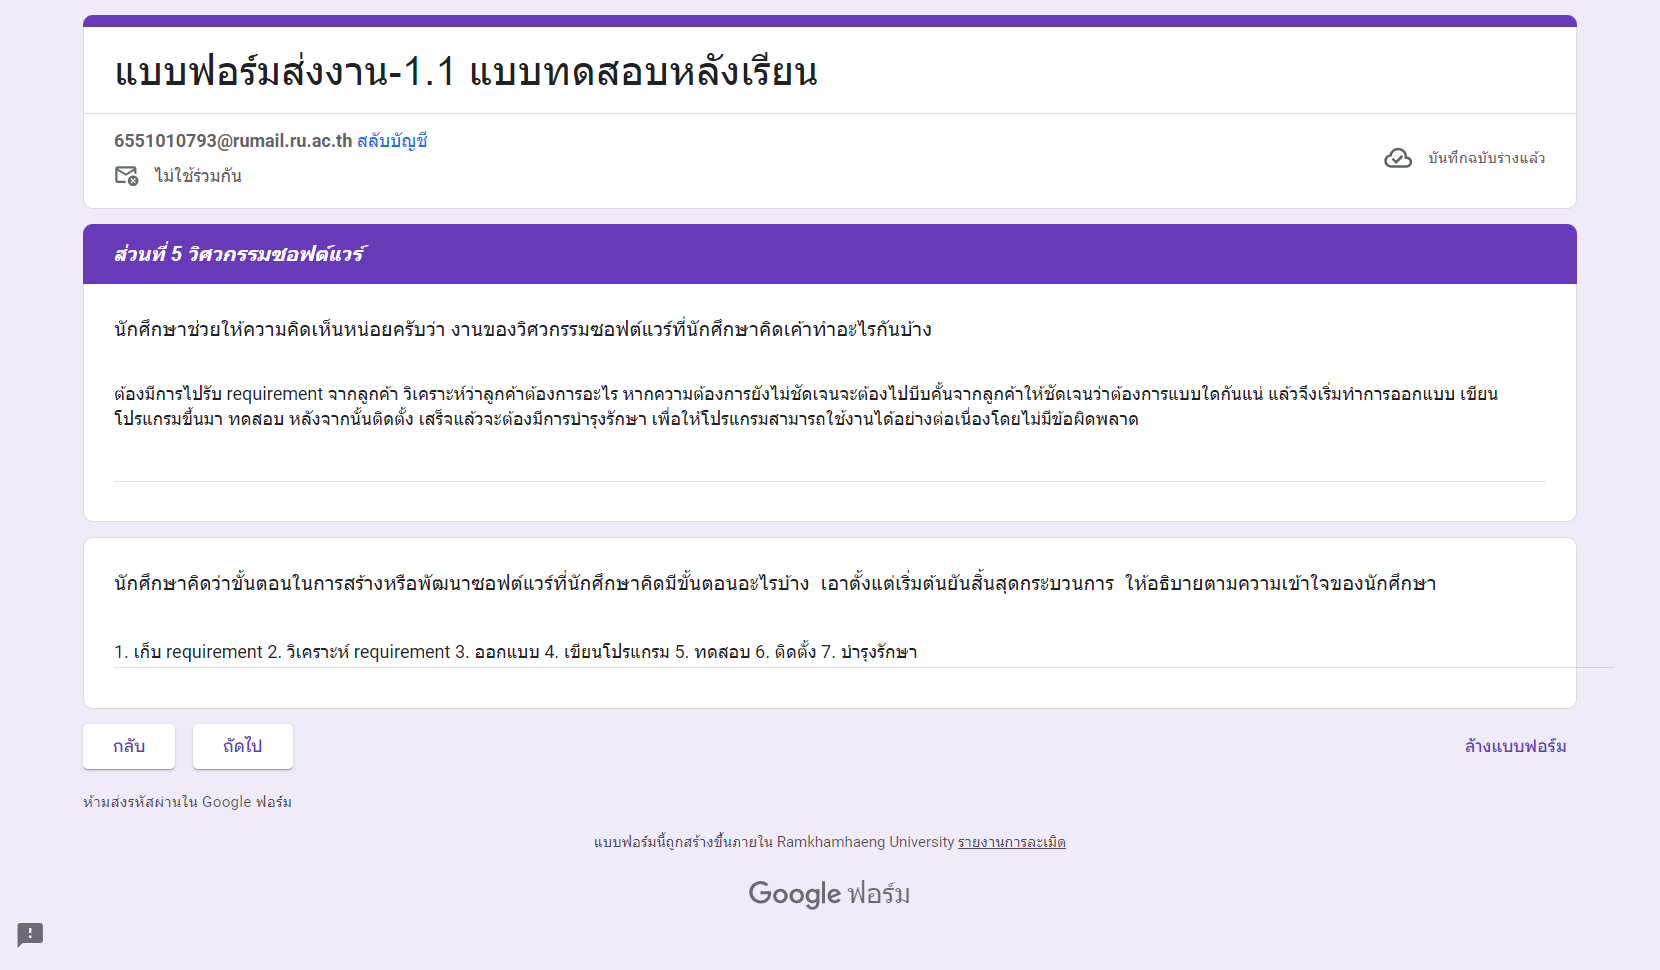 แบบฟอร์มส่งงาน-1.1 แบบทดสอบหลังเรียน
6551010793@rumail.ru.ac.th สลับบัญชี
ไม่ใช้ร่วมกัน
บันทึกฉบับร่างแล้ว
ส่วนที่ 5 วิศวกรรมซอฟต์แวร์
นักศึกษาช่วยให้ความคิดเห็นหน่อยครับว่า งานของวิศวกรรมซอฟต์แวร์ที่นักศึกษาคิดเค้าทำอะไรกันบ้าง
ต้องมีการไปรับ requirement จากลูกค้า วิเคราะห์ว่าลูกค้าต้องการอะไร หากความต้องการยังไม่ชัดเจนจะต้องไปบีบคั้นจากลูกค้าให้ชัดเจนว่าต้องการแบบใดกันแน่ แล้วจึงเริ่มทำการออกแบบ เขียน
โปรแกรมขึ้นมา ทดสอบ หลังจากนั้นติดตั้ง เสร็จแล้วจะต้องมีการบำรุงรักษา เพื่อให้โปรแกรมสามารถใช้งานได้อย่างต่อเนื่องโดยไม่มีข้อผิดพลาด
นักศึกษาคิดว่าขั้นตอนในการสร้างหรือพัฒนาซอฟต์แวร์ที่นักศึกษาคิดมีขั้นตอนอะไรบ้าง เอาตั้งแต่เริ่มต้นยันสิ้นสุดกระบวนการ ให้อธิบายตามความเข้าใจของนักศึกษา
1. เก็บ requirement 2. วิเคราะห์ requirement 3. ออกแบบ 4. เขียนโปรแกรม 5. ทดสอบ 6. ติดตั้ง 7. บำรุงรักษา
กลับ
ถัดไป
ล้างแบบฟอร์ม
ห้ามส่งรหัสผ่านใน Google ฟอร์ม
แบบฟอร์มนี้ถูกสร้างขึ้นภายใน Ramkhamhaeng University รายงานการละเมิด
Google ฟอร์ม